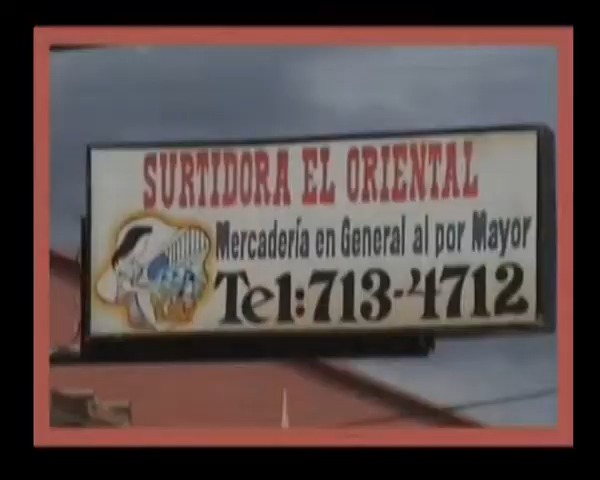 SURTIDORA EL ORIENTAL
Mercadería en General al por Mayor
Tel:713-4712